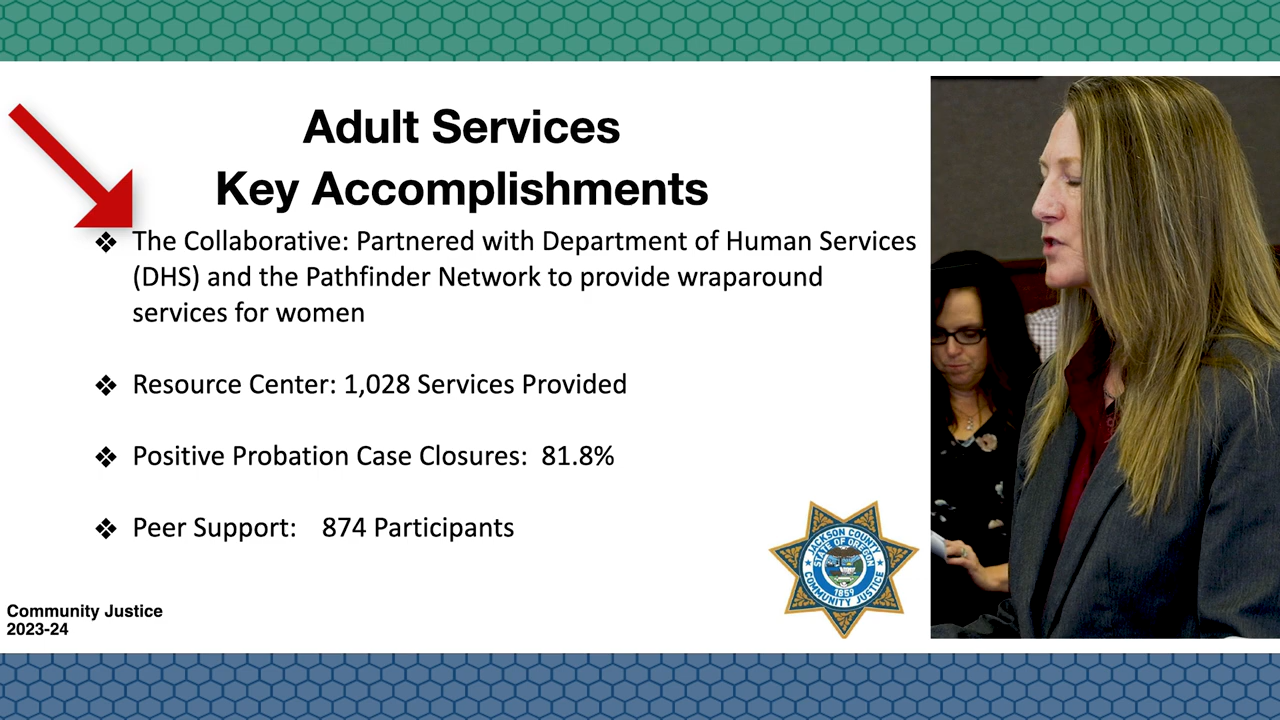 Adult Services
Key Accomplishments
❖ The Collaborative: Partnered with Department of Human Services
(DHS) and the Pathfinder Network to provide wraparound
services for women
❖ Resource Center: 1,028 Services Provided
❖ Positive Probation Case Closures: 81.8%
❖ Peer Support: 874 Participants
JACKSON COUNTY
STATE OF OREGON
1859
COMMUNITY JUSTICE
Community Justice
2023-24